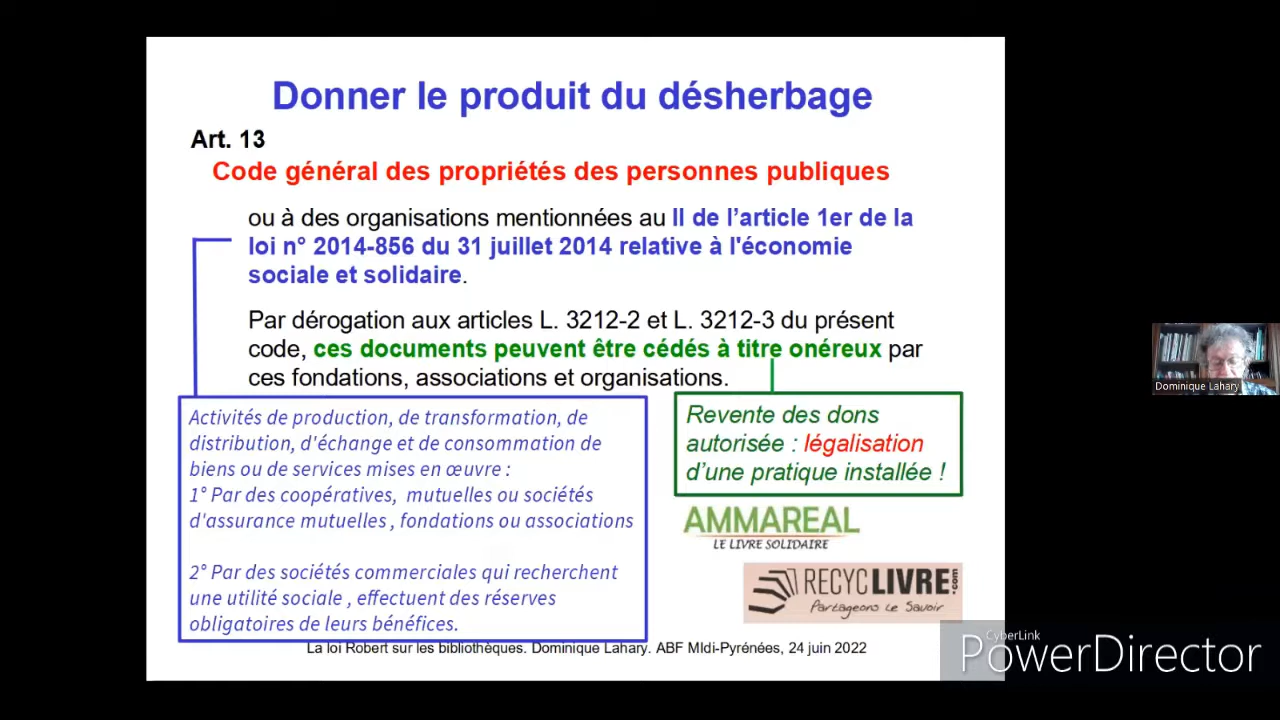 Donner le produit du désherbage
Art. 13
Code général des propriétés des personnes publiques
ou à des organisations mentionnées au II de l’article 1er de la
loi n° 2014-856 du 31 juillet 2014 relative à l'économie
sociale et solidaire.
Par dérogation aux articles L. 3212-2 et L. 3212-3 du présent
code, ces documents peuvent être cédés à titre onéreux par
ces fondations, associations et organisations.
Activités de production, de transformation, de
distribution, d'échange et de consommation de
biens ou de services mises en œuvre :
1° Par des coopératives, mutuelles ou sociétés
d'assurance mutuelles , fondations ou associations
2° Par des sociétés commerciales qui recherchent
une utilité sociale , effectuent des réserves
obligatoires de leurs bénéfices.
Revente des dons
autorisée : légalisation
d’une pratique installée !
AMMAREAL
LE LIVRE SOLIDAIRE
RECYCLIVRE.com
Partageons Le Savoir
La loi Robert sur les bibliothèques. Dominique Lahary. ABF MIdi-Pyrénées, 24 juin 2022
Dominique Lahary
CyberLink
PowerDirector